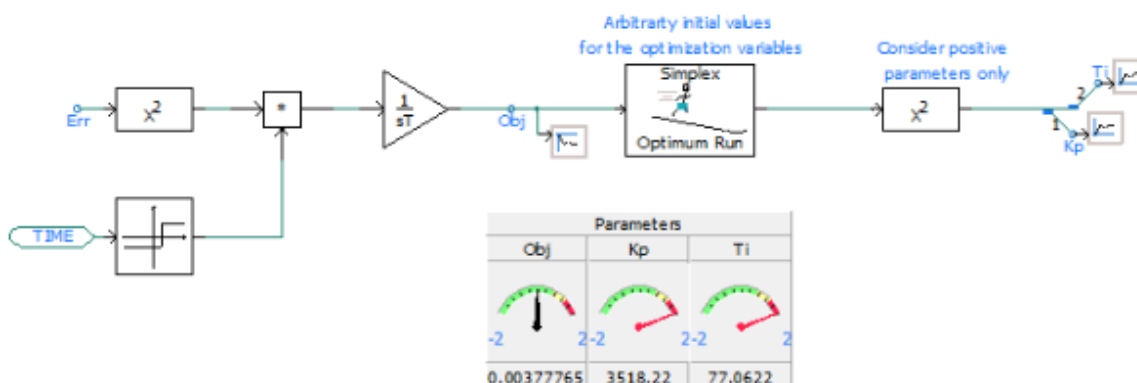 Arbitrarty initial values
for the optimization variables
Consider positive
parameters only
Simplex
Optimum Run
Err
x²
*
1
sT
Obj
x²
2
Ti
1
Kp
TIME
Parameters
Obj Kp Ti
-2 2 -2 2 -2 2
0.00377765 3518.22 77.0622